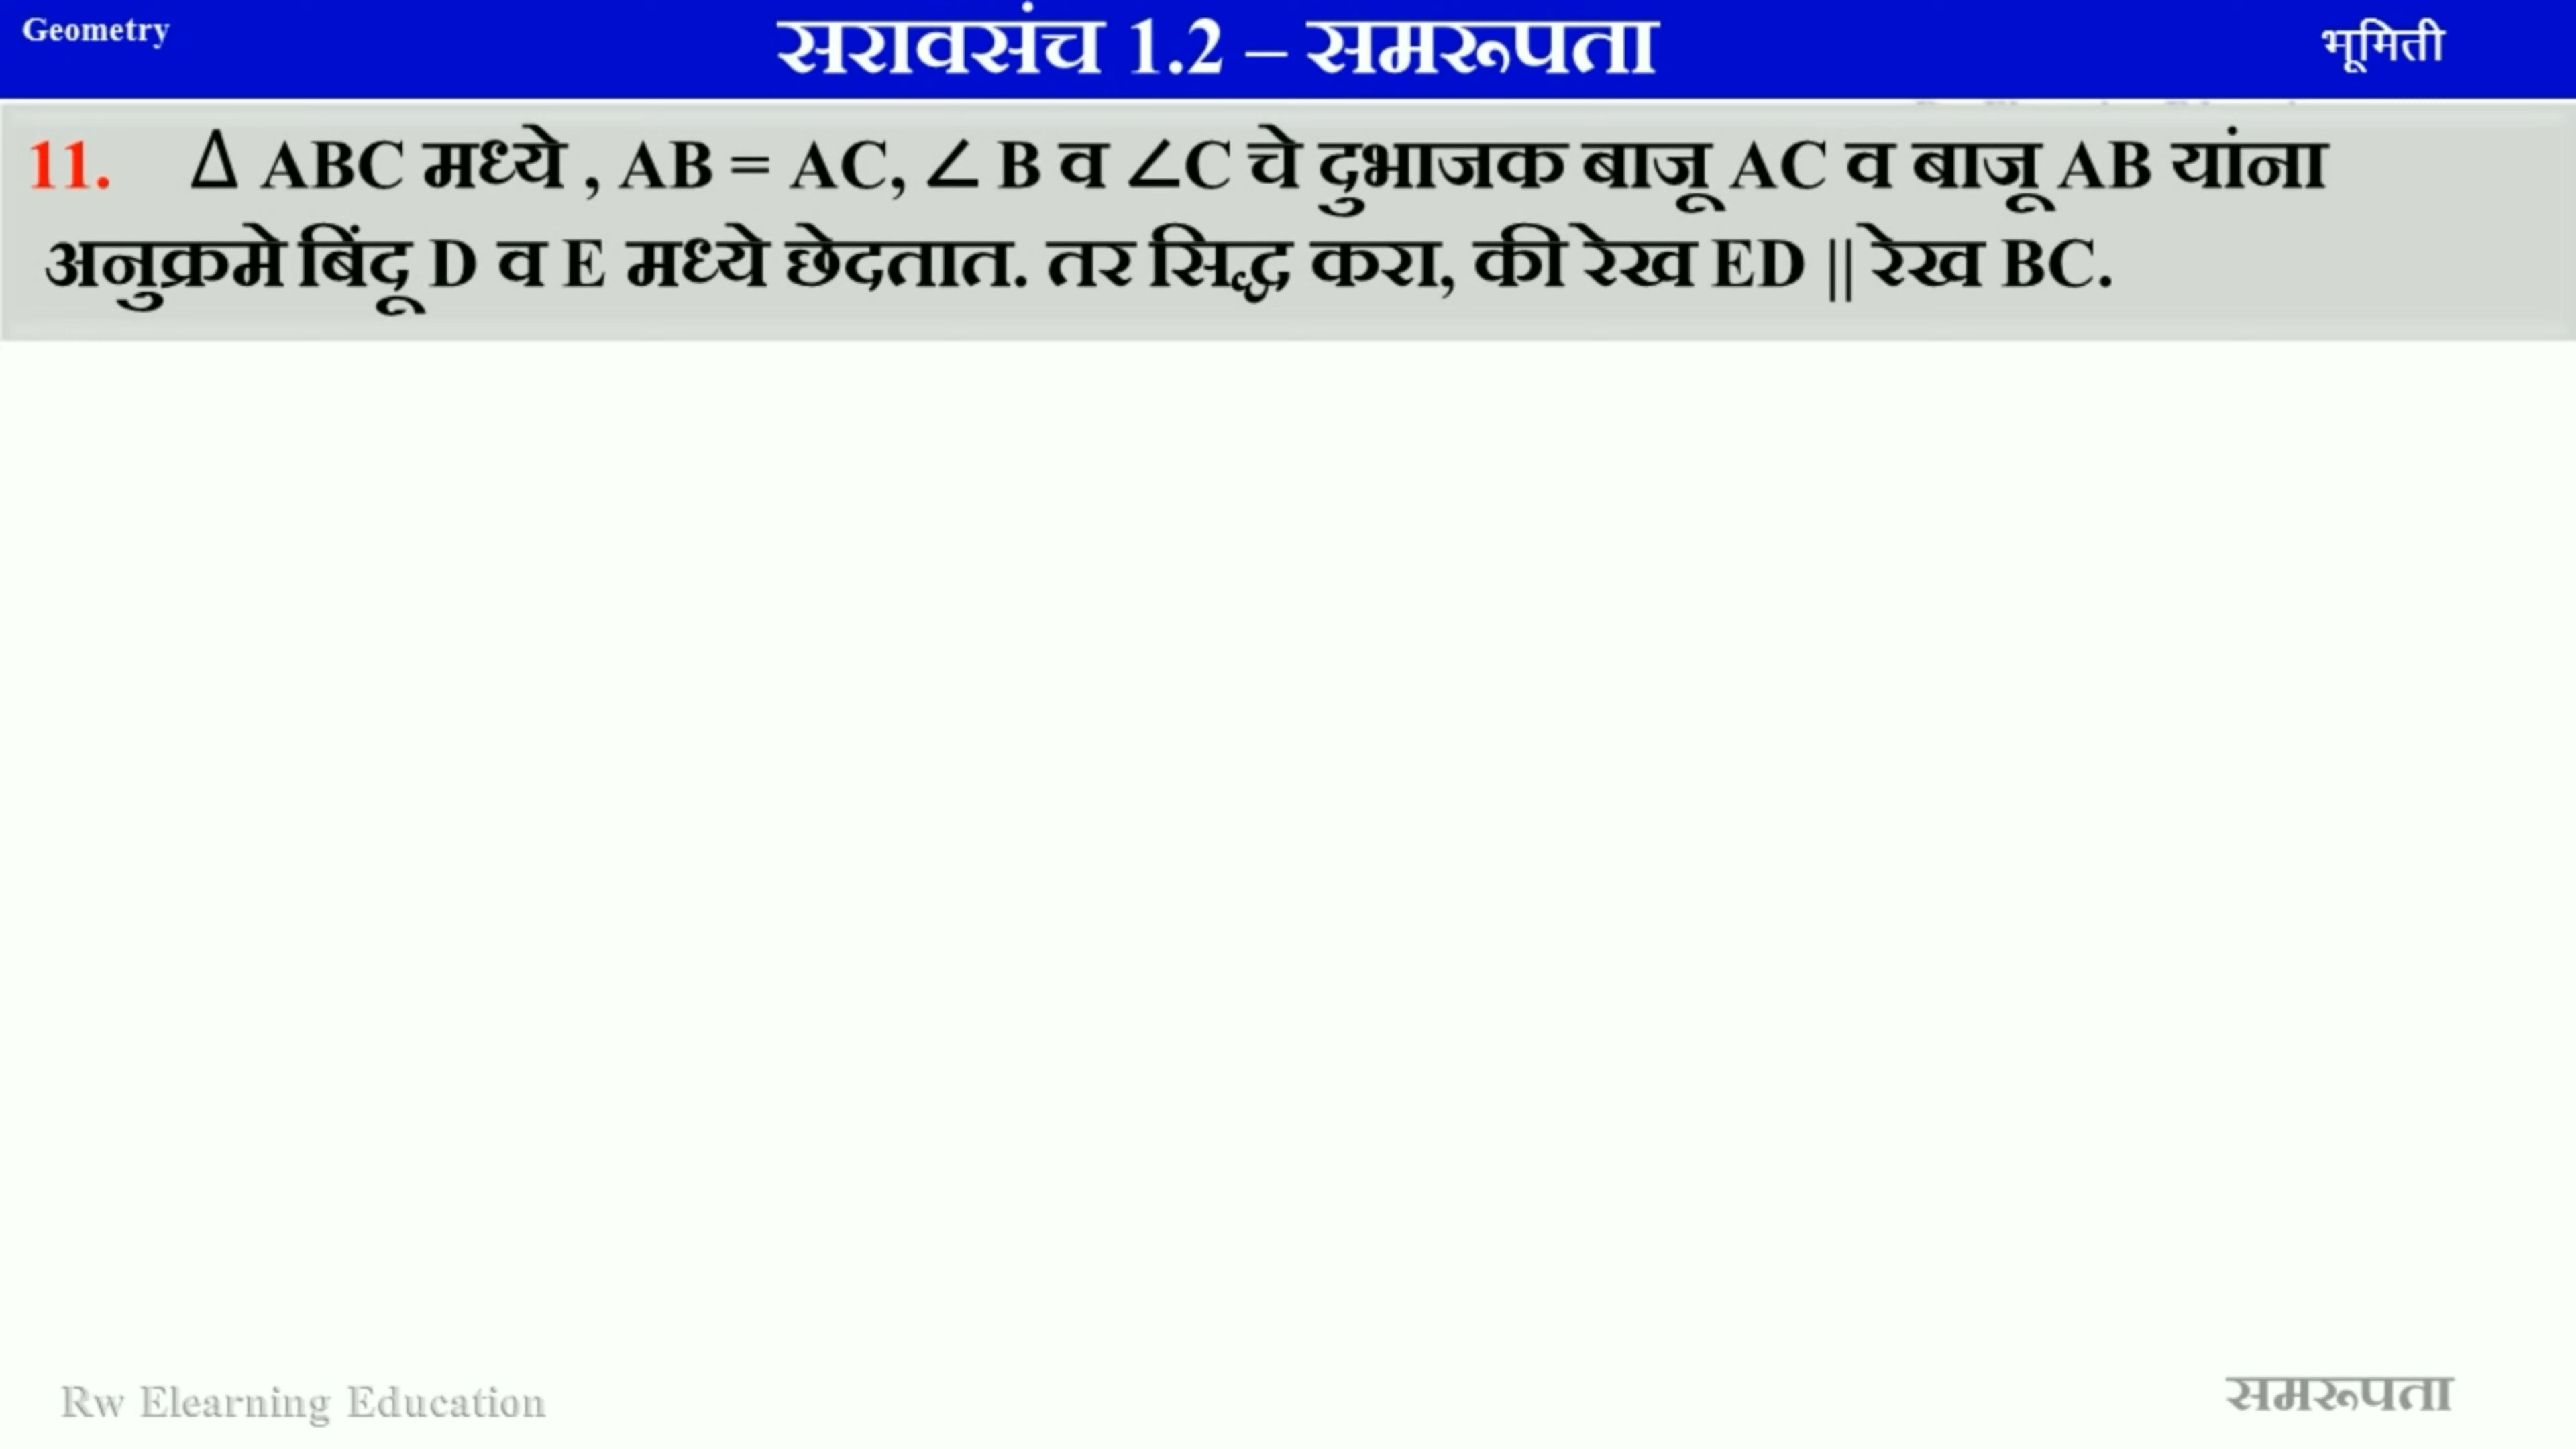 Geometry
सरावसंच 1.2 – समरूपता
भूमिती
11. Δ ABC मध्ये , AB = AC, ∠ B व ∠C चे दुभाजक बाजू AC व बाजू AB यांना
अनुक्रमे बिंदू D व E मध्ये छेदतात. तर सिद्ध करा, की रेख ED || रेख BC.
Rw Elearning Education
समरूपता